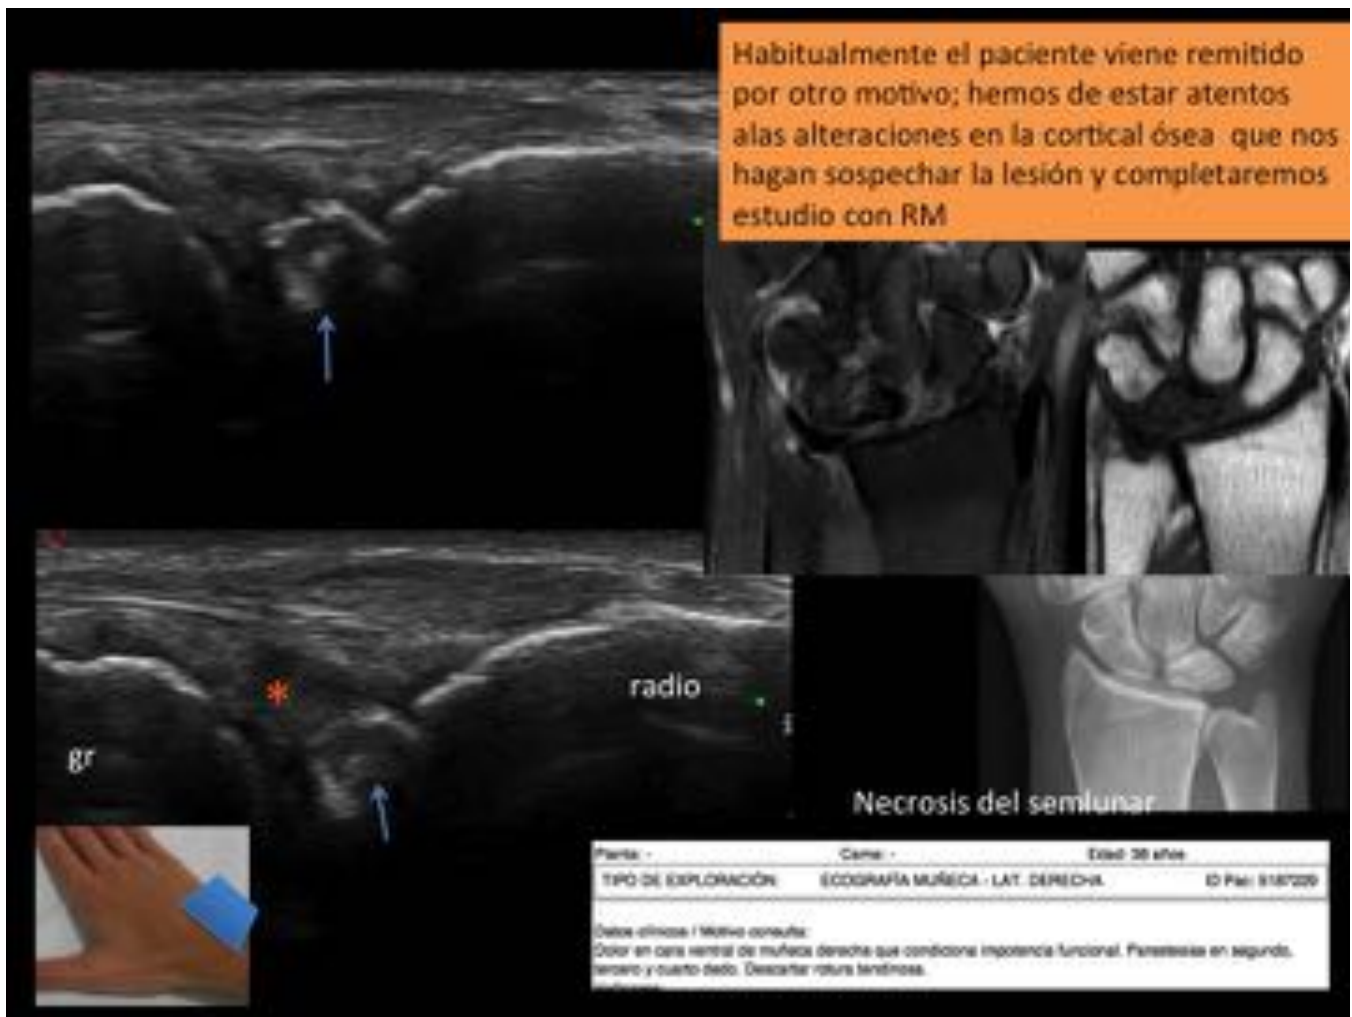 Habitualmente el paciente viene remitido
por otro motivo; hemos de estar atentos
alas alteraciones en la cortical ósea que nos
hagan sospechar la lesión y completaremos
estudio con RM
*
radio
gr
Necrosis del semilunar
Planta: - Cama: - Edad: 38 años
TIPO DE EXPLORACIÓN: ECOGRAFÍA MUÑECA - LAT. DERECHA ID Pac: 5187229
Datos clínicos / Motivo consulta:
Dolor en cara ventral de muñeca derecha que condiciona impotencia funcional. Parestesias en segundo,
tercero y cuarto dedo. Descartar rotura tendinosa.